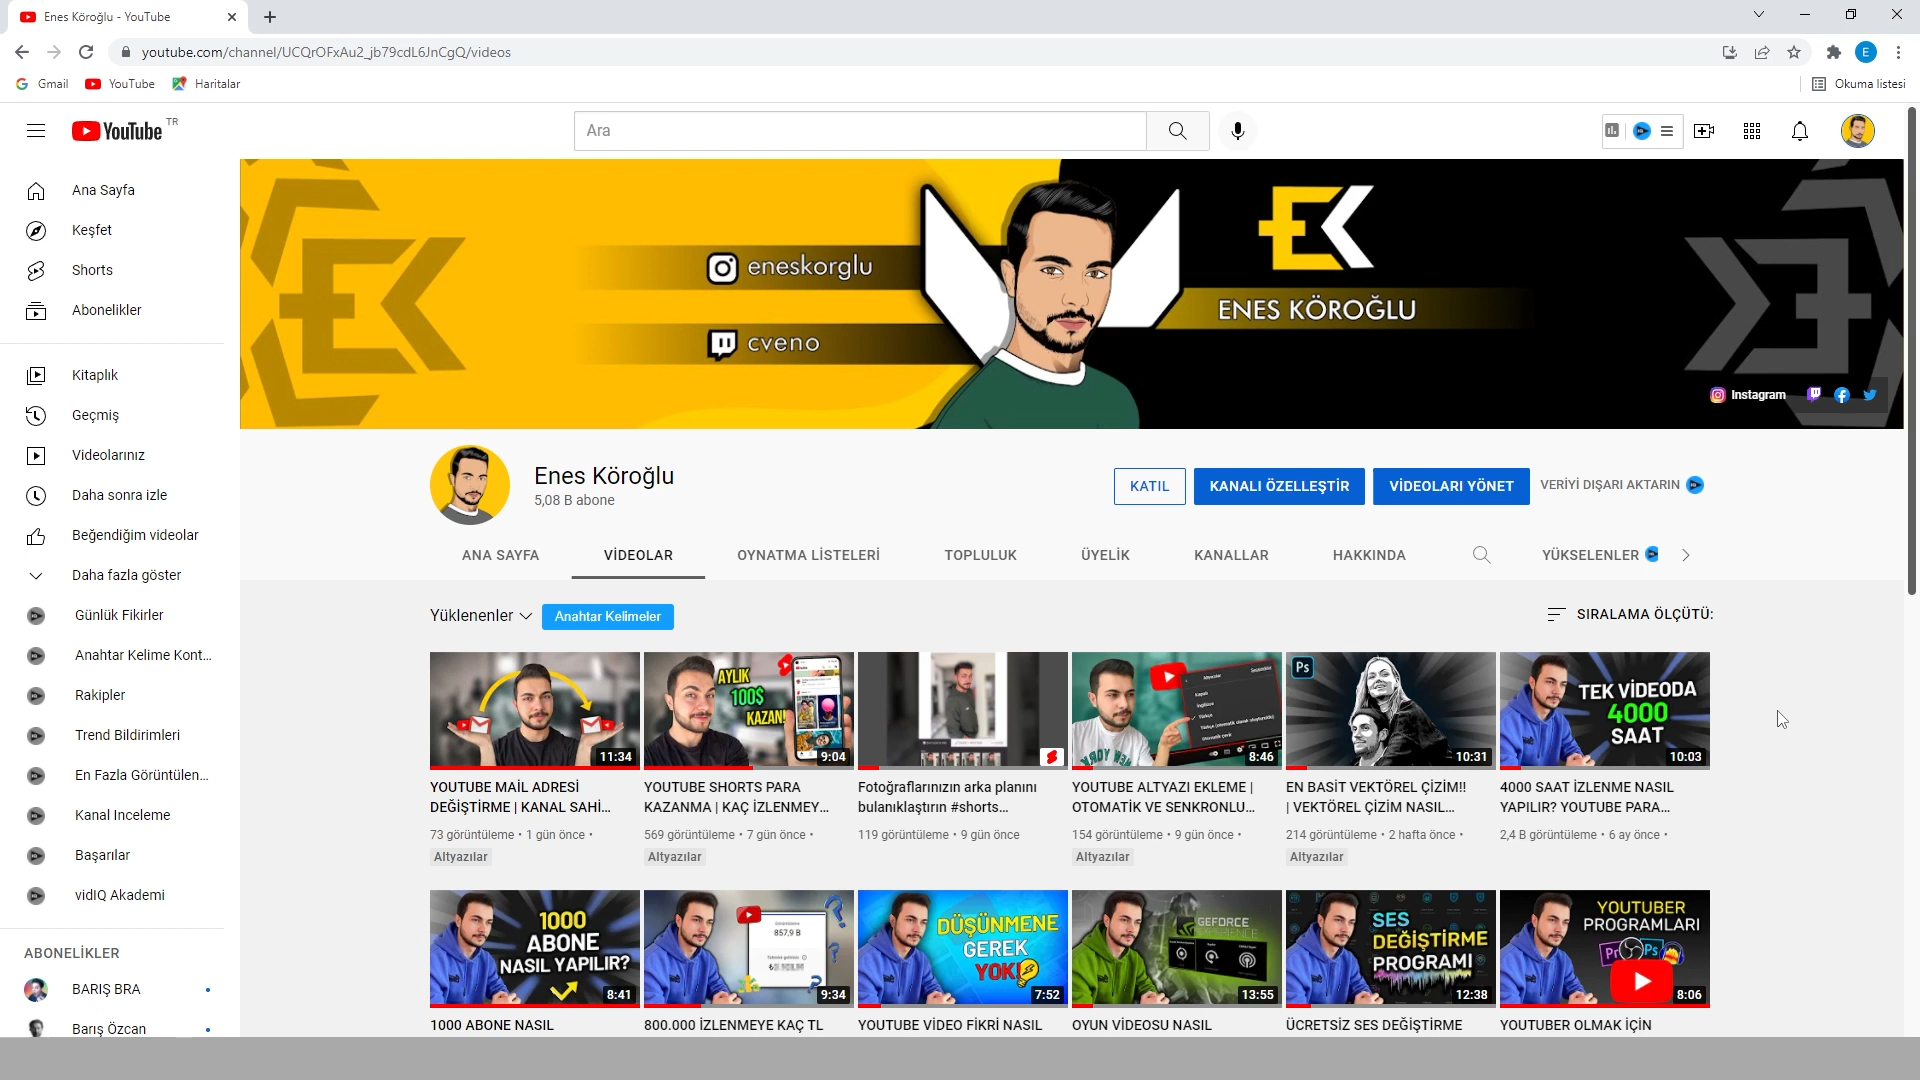 Enes Köroğlu - YouTube
youtube.com/channel/UCQrOFxAu2_jb79cdL6JnCgQ/videos
E
Gmail
YouTube
Haritalar
Okuma listesi
YouTube TR
Ara
Ana Sayfa
Keşfet
Shorts
Abonelikler
Kitaplık
Geçmiş
Videolarınız
Daha sonra izle
Beğendiğim videolar
Daha fazla göster
Günlük Fikirler
Anahtar Kelime Kont...
Rakipler
Trend Bildirimleri
En Fazla Görüntülen...
Kanal Inceleme
Başarılar
vidIQ Akademi
ABONELİKLER
BARIŞ BRA
Barış Özcan
EK
eneskorglu
cveno
EK
ENES KÖROĞLU
Instagram
Enes Köroğlu
5,08 B abone
KATIL
KANALI ÖZELLEŞTİR
VİDEOLARI YÖNET
VERİYİ DIŞARI AKTARIN
ANA SAYFA
VİDEOLAR
OYNATMA LİSTELERİ
TOPLULUK
ÜYELİK
KANALLAR
HAKKINDA
YÜKSELENLER
Yüklenenler
Anahtar Kelimeler
SIRALAMA ÖLÇÜTÜ:
11:34
YOUTUBE MAİL ADRESİ
DEĞİŞTİRME | KANAL SAHİ...
73 görüntüleme • 1 gün önce •
Altyazılar
AYLIK
100$
KAZAN!
9:04
YOUTUBE SHORTS PARA
KAZANMA | KAÇ İZLENMEY...
569 görüntüleme • 7 gün önce •
Altyazılar
Fotoğraflarınızın arka planını
bulanıklaştırın #shorts...
119 görüntüleme • 9 gün önce
8:46
YOUTUBE ALTYAZI EKLEME |
OTOMATİK VE SENKRONLU...
154 görüntüleme • 9 gün önce •
Altyazılar
Ps
10:31
EN BASİT VEKTÖREL ÇİZİM!!
| VEKTÖREL ÇİZİM NASIL...
214 görüntüleme • 2 hafta önce •
Altyazılar
TEK VİDEODA
4000
SAAT
10:03
4000 SAAT İZLENME NASIL
YAPILIR? YOUTUBE PARA...
2,4 B görüntüleme • 6 ay önce •
1000
ABONE
NASIL YAPILIR?
8:41
1000 ABONE NASIL
857,9 B
9:34
800.000 İZLENMEYE KAÇ TL
DÜŞÜNMENE
GEREK
YOK!
7:52
YOUTUBE VİDEO FİKRİ NASIL
GEFORCE
13:55
OYUN VİDEOSU NASIL
SES
DEĞİŞTİRME
PROGRAMI
12:38
ÜCRETSİZ SES DEĞİŞTİRME
YOUTUBER
PROGRAMLARI
Pr
Ps
8:06
YOUTUBER OLMAK İÇİN